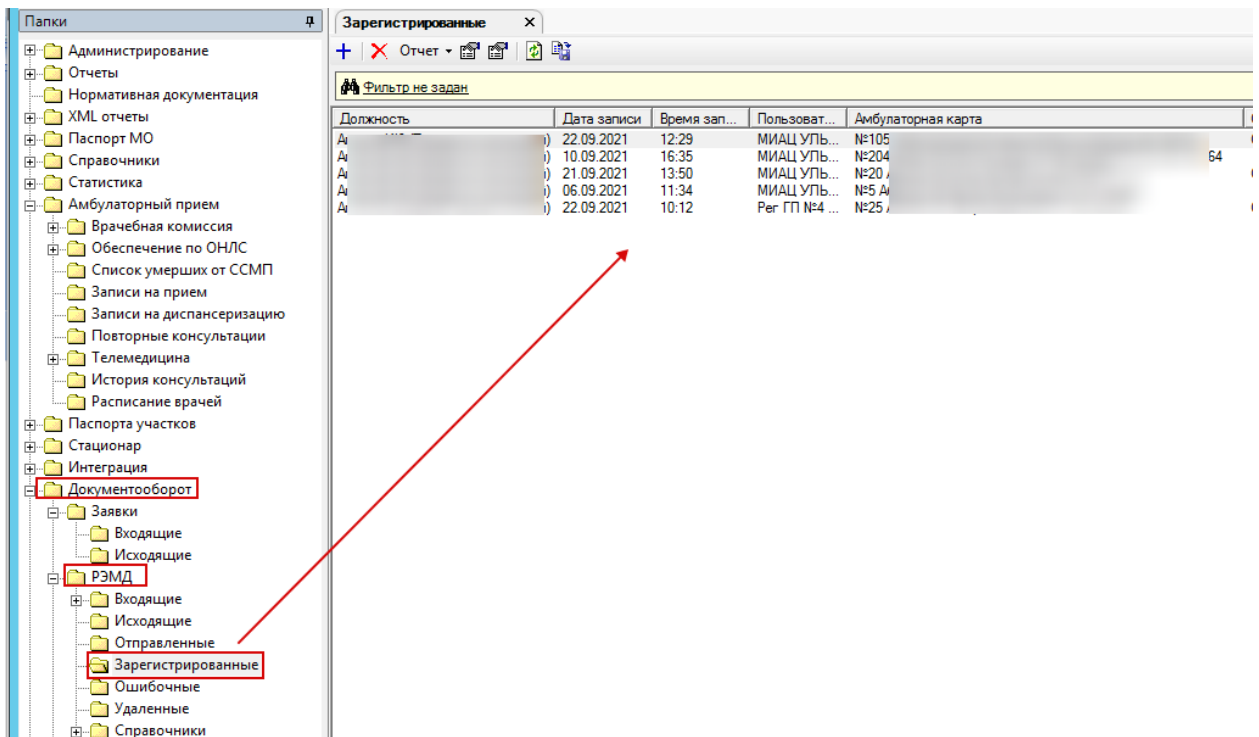 Папки
Администрирование
Отчеты
Нормативная документация
XML отчеты
Паспорт МО
Справочники
Статистика
Амбулаторный прием
Врачебная комиссия
Обеспечение по ОНЛС
Список умерших от ССМП
Записи на прием
Записи на диспансеризацию
Повторные консультации
Телемедицина
История консультаций
Расписание врачей
Паспорта участков
Стационар
Интеграция
Документооборот
Заявки
Входящие
Исходящие
РЭМД
Входящие
Исходящие
Отправленные
Зарегистрированные
Ошибочные
Удаленные
Справочники
Зарегистрированные
Отчет
Фильтр не задан
Должность Дата записи Время зап... Пользоват... Амбулаторная карта
22.09.2021 12:29 МИАЦ УЛЬ... №105
10.09.2021 16:35 МИАЦ УЛЬ... №204 64
21.09.2021 13:50 МИАЦ УЛЬ... №20
06.09.2021 11:34 МИАЦ УЛЬ... №5
22.09.2021 10:12 Рег ГП №4 ... №25